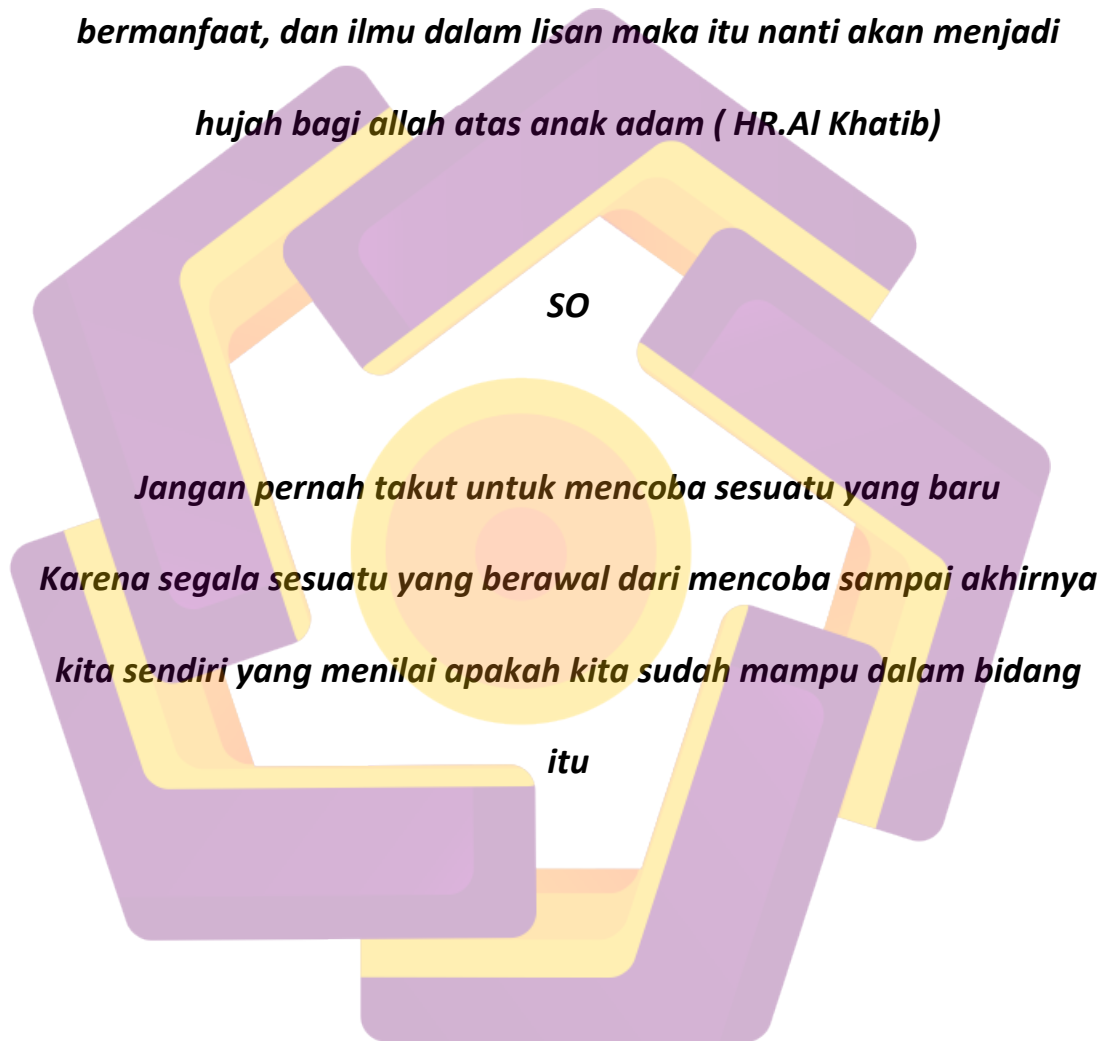 bermanfaat, dan ilmu dalam lisan maka itu nanti akan menjadi
hujah bagi allah atas anak adam ( HR.Al Khatib)
SO
Jangan pernah takut untuk mencoba sesuatu yang baru
Karena segala sesuatu yang berawal dari mencoba sampai akhirnya
kita sendiri yang menilai apakah kita sudah mampu dalam bidang
itu